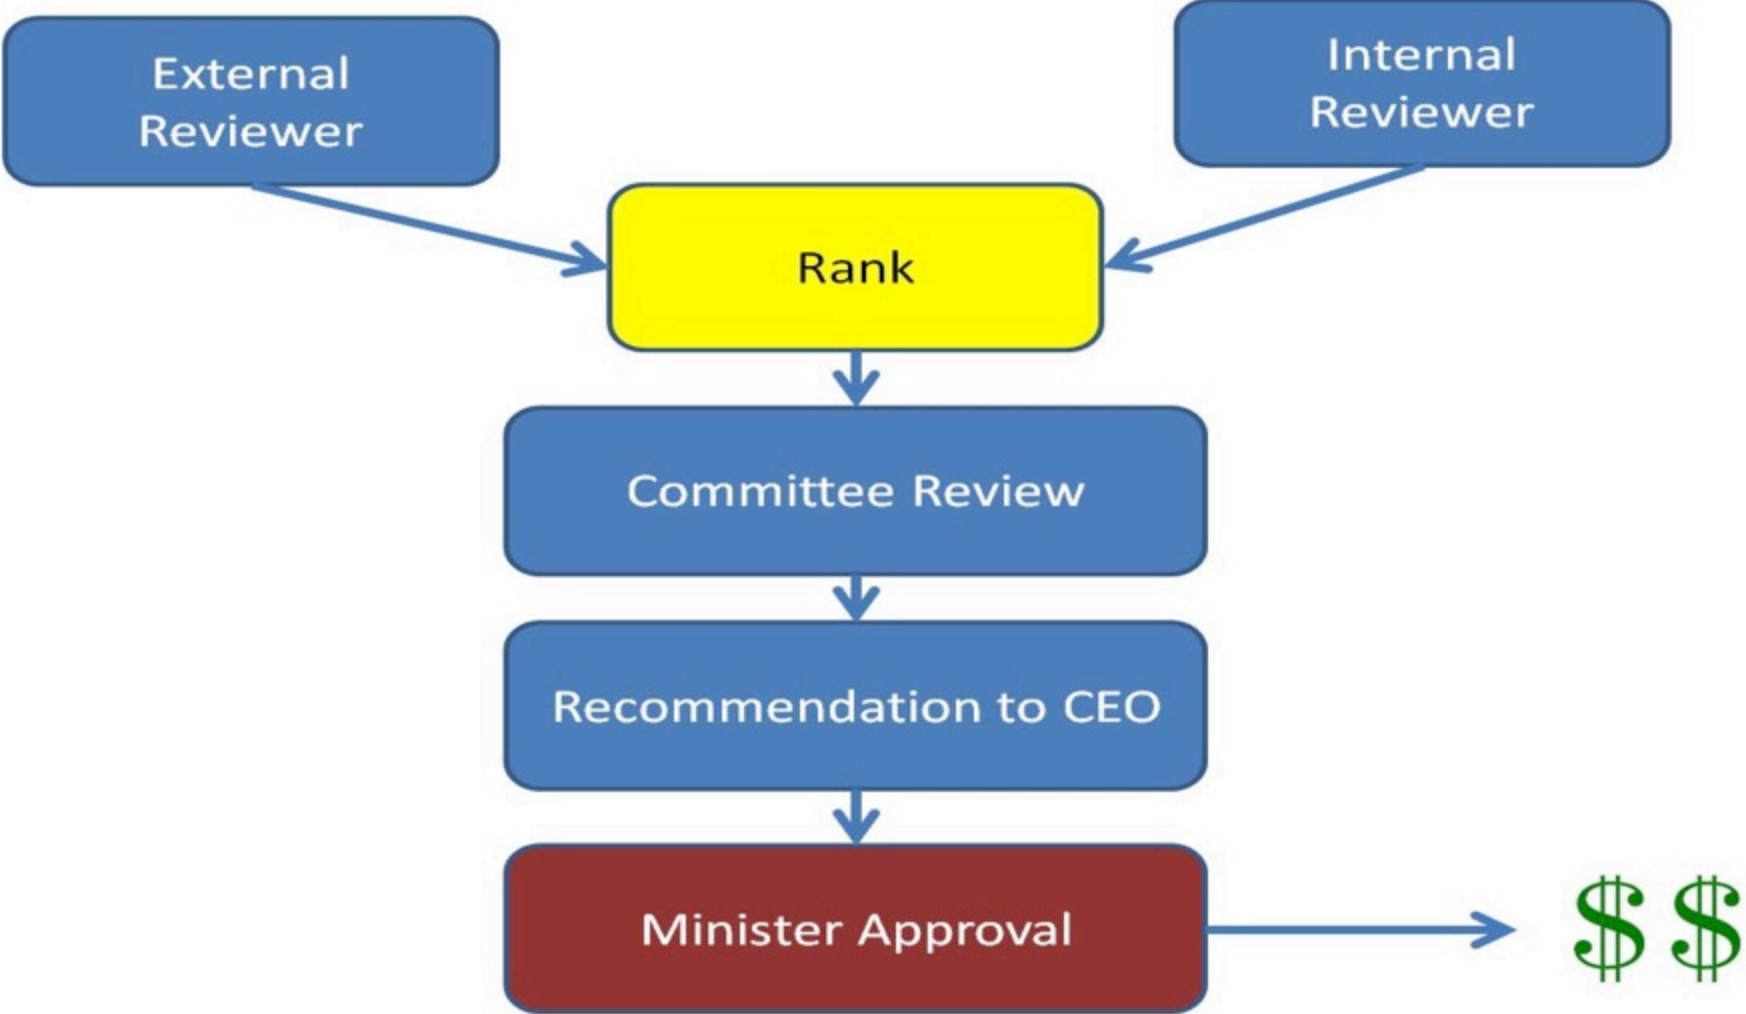 External
Reviewer
Internal
Reviewer
Rank
Committee Review
Recommendation to CEO
Minister Approval
$ $